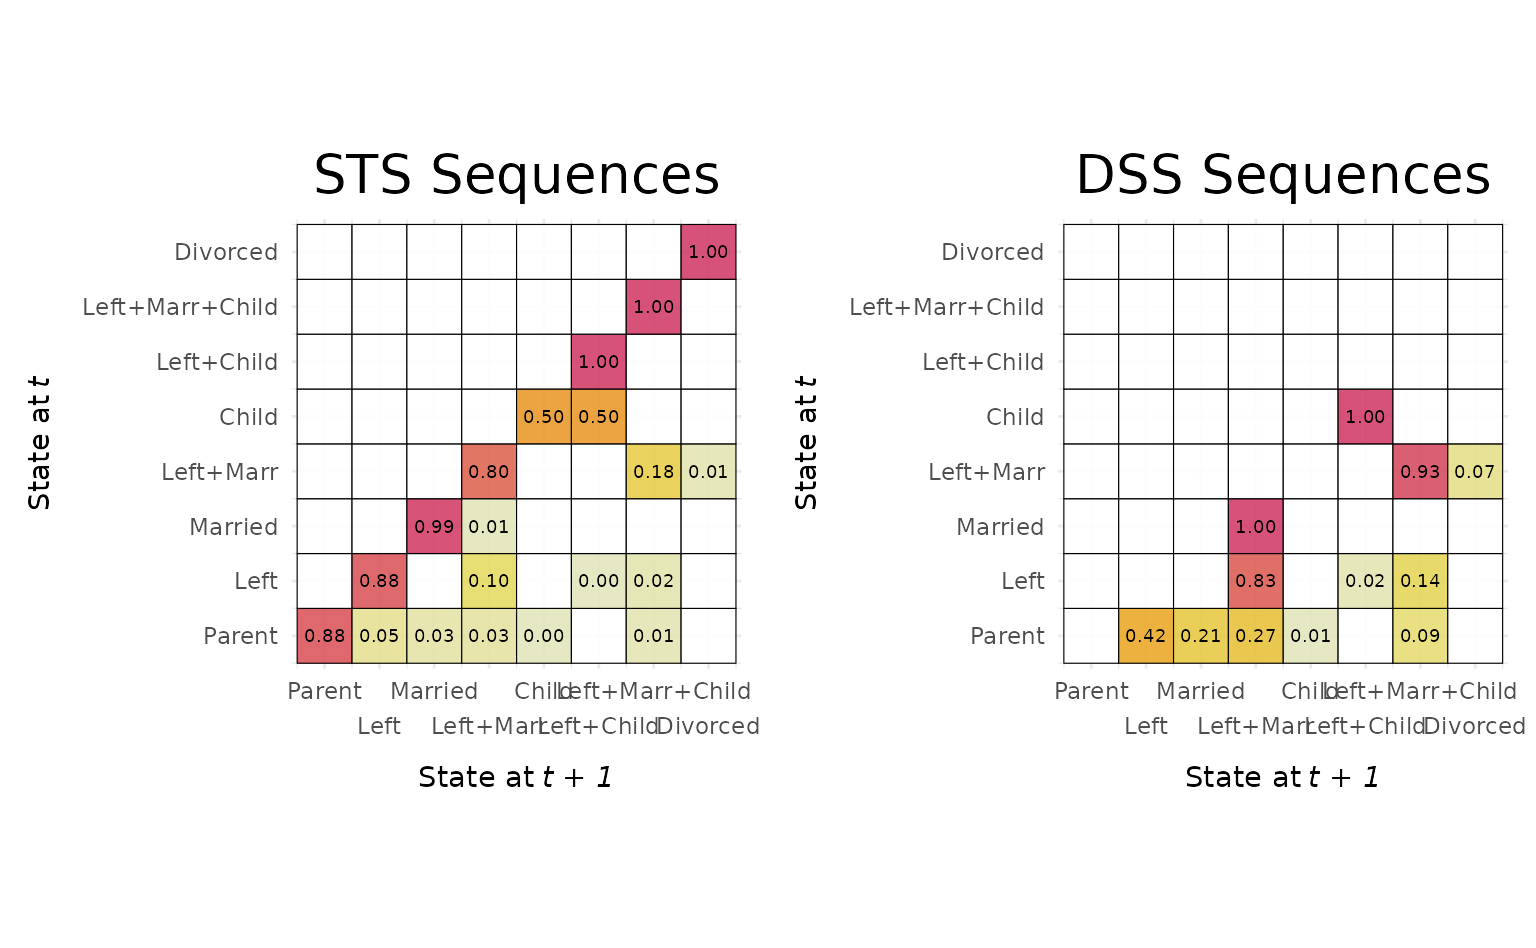 STS Sequences
State at t
Divorced 1.00
Left+Marr+Child 1.00
Left+Child 1.00
Child 0.50 0.50
Left+Marr 0.80 0.18 0.01
Married 0.99 0.01
Left 0.88 0.10 0.00 0.02
Parent 0.88 0.05 0.03 0.03 0.00 0.01
Parent Married Child Left+Marr+Child
Left Left+Marr Left+Child Divorced
State at t + 1
DSS Sequences
State at t
Divorced
Left+Marr+Child
Left+Child
Child 1.00
Left+Marr 0.93 0.07
Married 1.00
Left 0.83 0.02 0.14
Parent 0.42 0.21 0.27 0.01 0.09
Parent Married Child Left+Marr+Child
Left Left+Marr Left+Child Divorced
State at t + 1